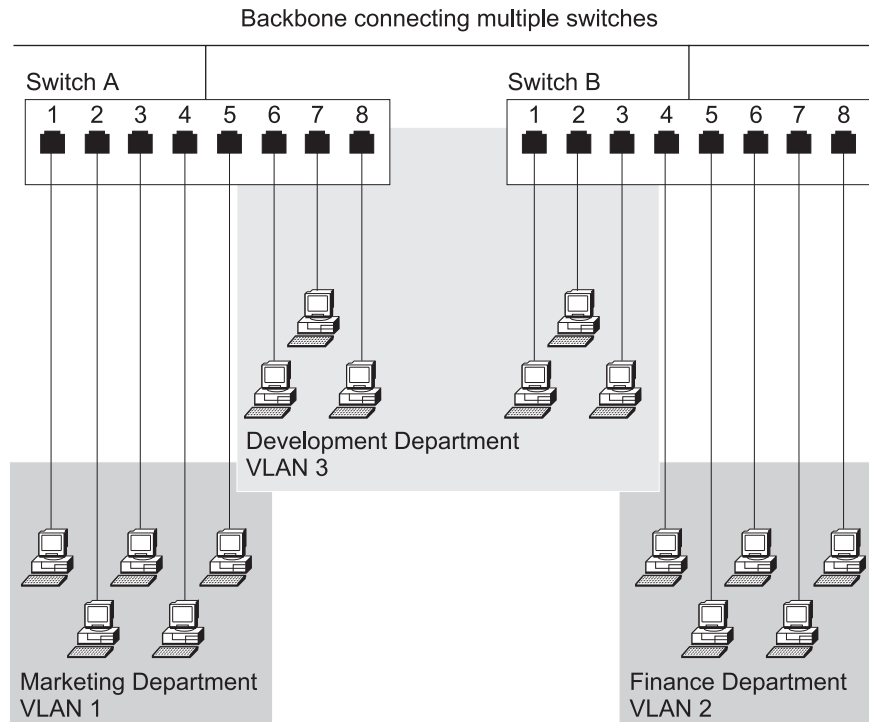 Backbone connecting multiple switches
Switch A
1 2 3 4 5 6 7 8
Switch B
1 2 3 4 5 6 7 8
Development Department
VLAN 3
Marketing Department
VLAN 1
Finance Department
VLAN 2